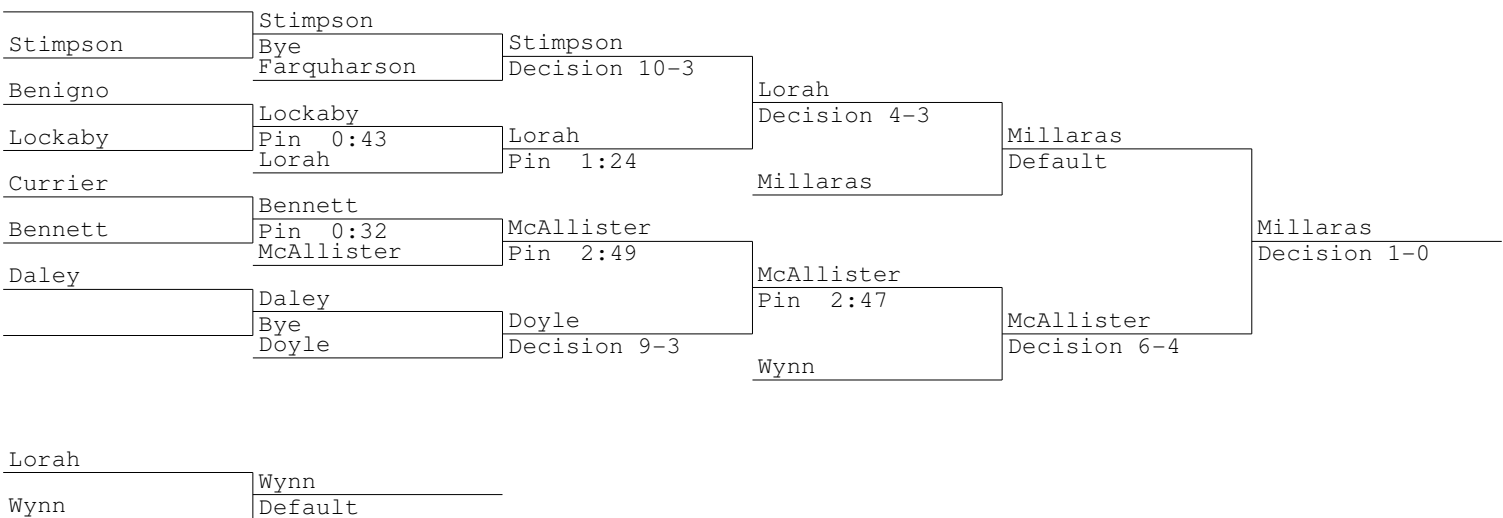 Stimpson
Stimpson
Bye
Farquharson
Stimpson
Decision 10-3
Benigno
Lockaby
Lockaby
Pin 0:43
Lorah
Lorah
Pin 1:24
Lorah
Decision 4-3
Millaras
Millaras
Default
Currier
Bennett
Bennett
Pin 0:32
McAllister
McAllister
Pin 2:49
Daley
Daley
Bye
Doyle
Doyle
Decision 9-3
McAllister
Pin 2:47
Wynn
McAllister
Decision 6-4
Millaras
Decision 1-0
Lorah
Wynn
Wynn
Default